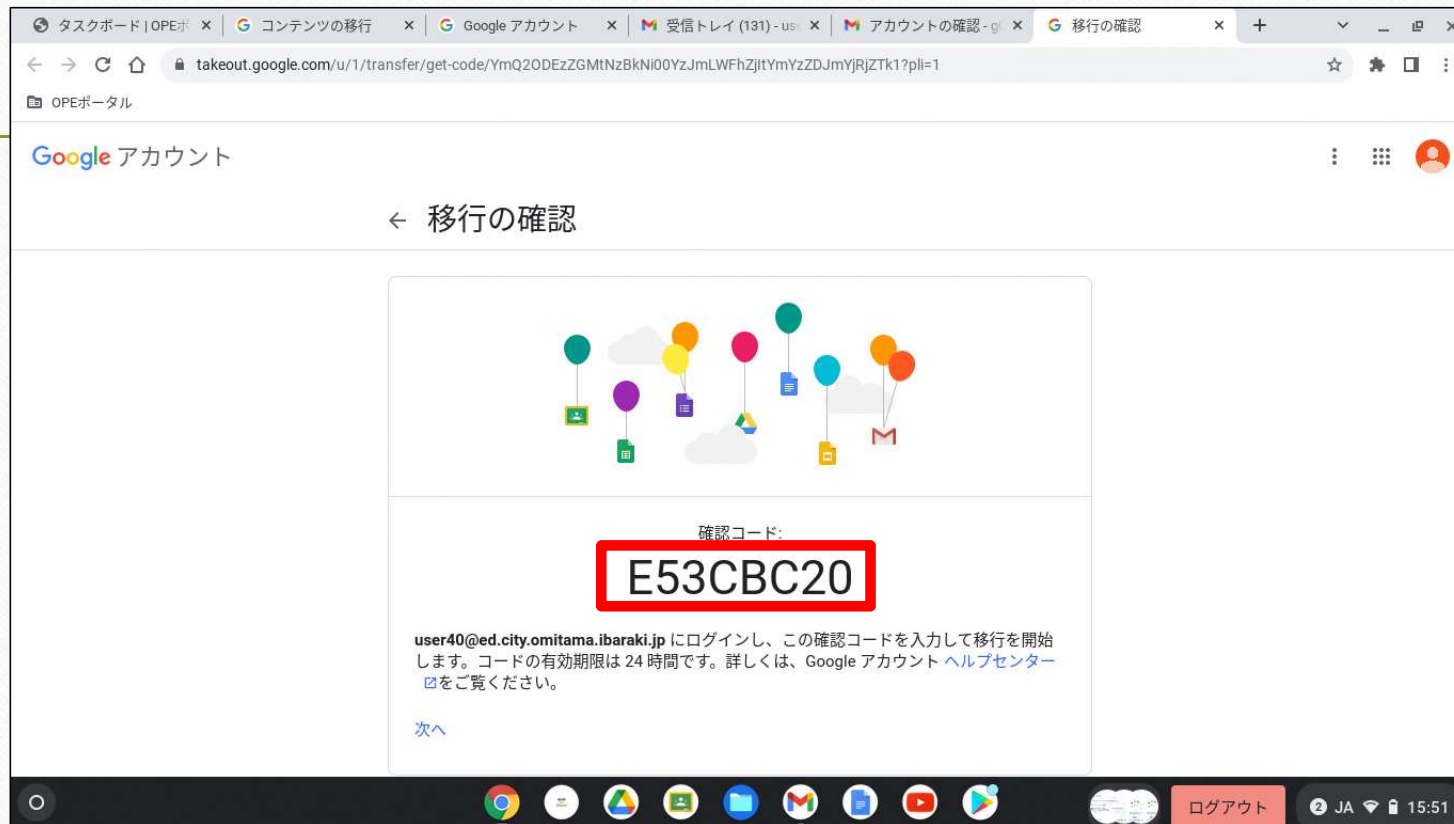 タスクボード | OPEポ
コンテンツの移行
Google アカウント
受信トレイ (131) - us
アカウントの確認 - g
移行の確認
takeout.google.com/u/1/transfer/get-code/YmQ2ODEzZGMtNzBkNi00YzJmLWFhZjItYmYzZDJmYjRjZTk1?pli=1
OPEポータル
Google アカウント
← 移行の確認
確認コード:
E53CBC20
user40@ed.city.omitama.ibaraki.jp にログインし、この確認コードを入力して移行を開始
します。コードの有効期限は 24 時間です。詳しくは、Google アカウント ヘルプセンター
をご覧ください。
次へ
ログアウト
2 JA 15:51